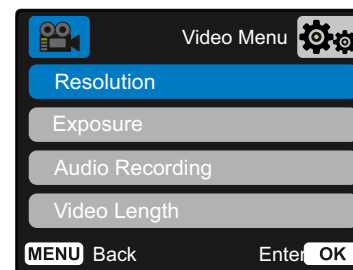 Video Menu
Resolution
Exposure
Audio Recording
Video Length
MENU Back Enter OK